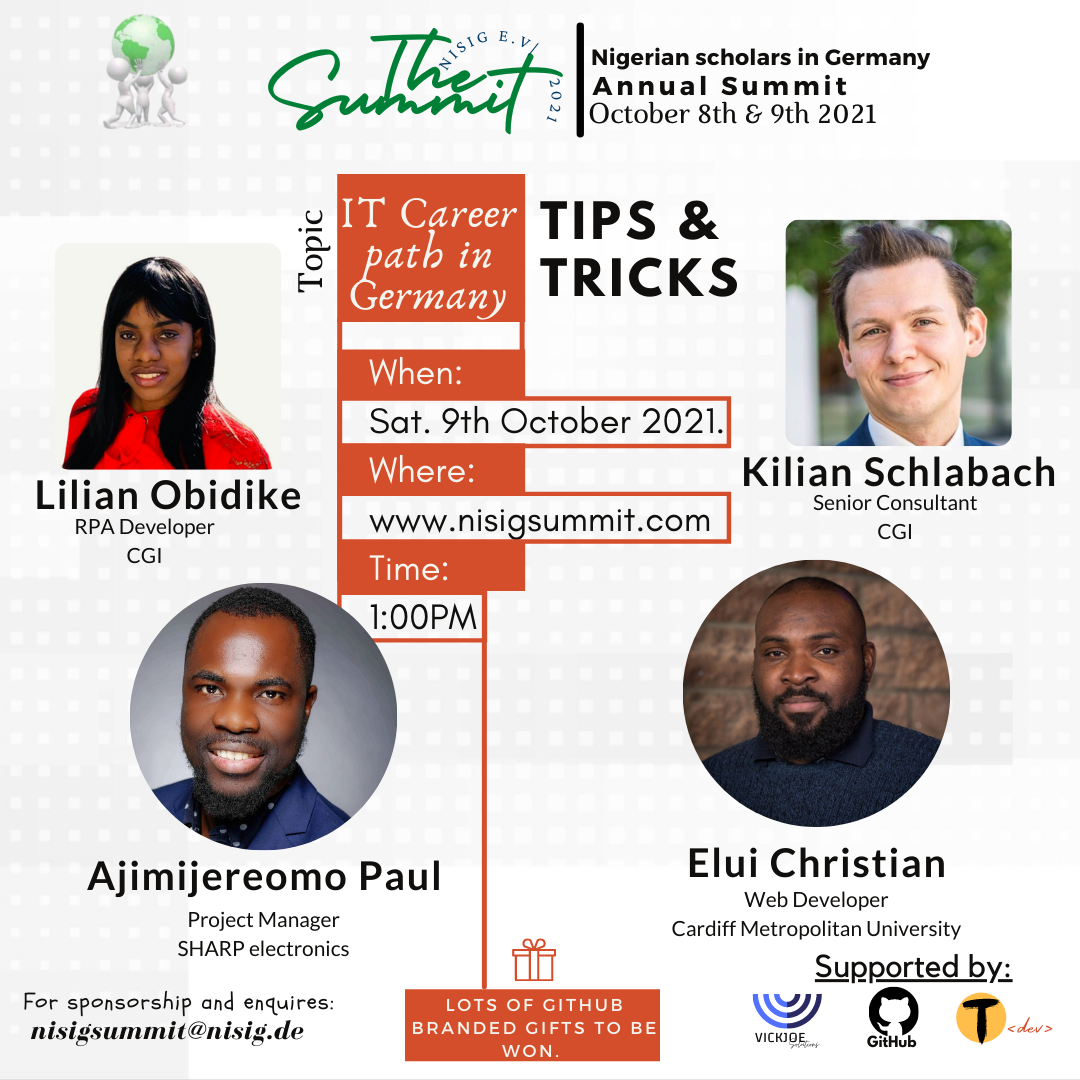 The
Summit
NISIG E.V
2021
Nigerian scholars in Germany
Annual Summit
October 8th & 9th 2021
Topic
IT Career
path in
Germany
TIPS &
TRICKS
When:
Sat. 9th October 2021.
Where:
www.nisigsummit.com
Time:
1:00PM
Lilian Obidike
RPA Developer
CGI
Kilian Schlabach
Senior Consultant
CGI
Ajimijereomo Paul
Project Manager
SHARP electronics
Elui Christian
Web Developer
Cardiff Metropolitan University
Supported by:
VICKJOE
Solutions
GitHub
T
<dev>
For sponsorship and enquires:
nisigsummit@nisig.de
LOTS OF GITHUB
BRANDED GIFTS TO BE
WON.